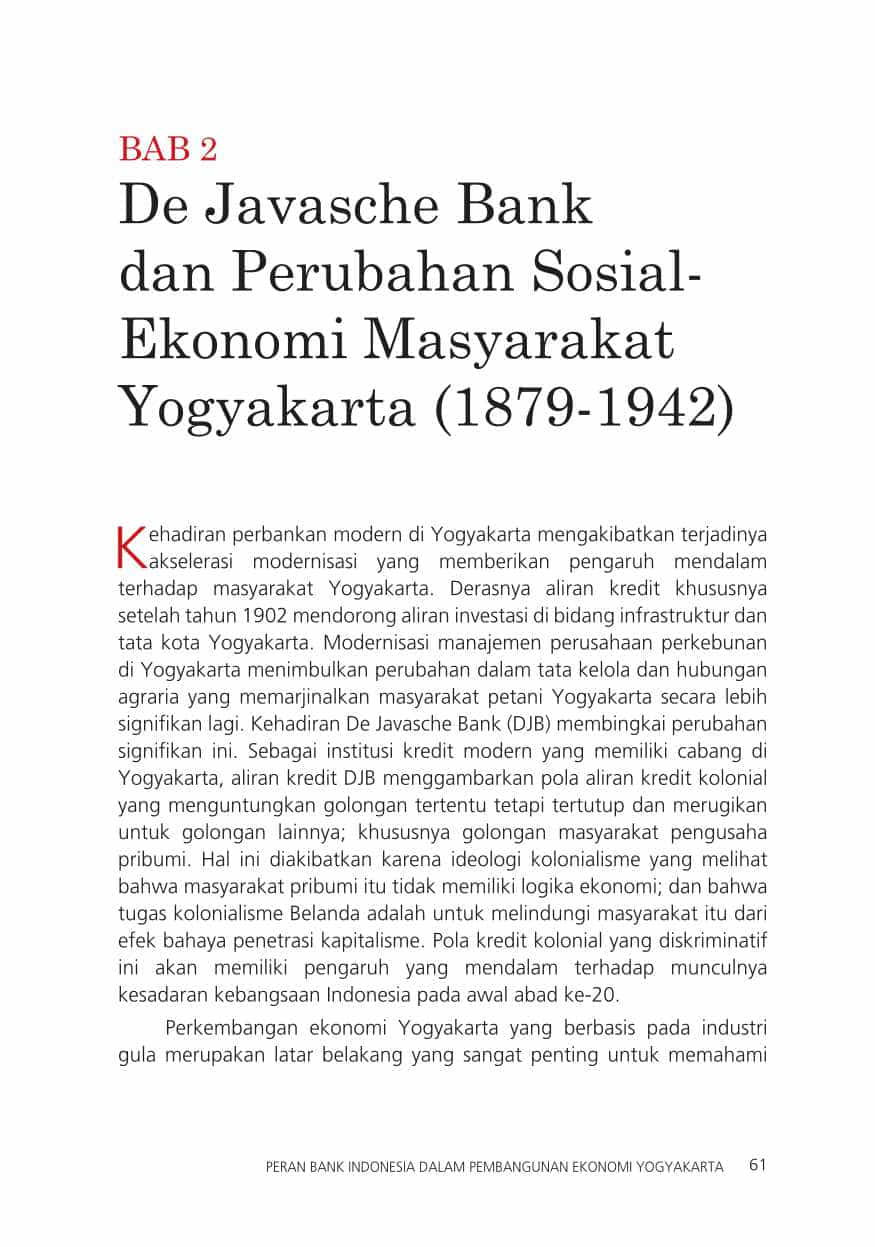 BAB 2
De Javasche Bank
dan Perubahan Sosial-
Ekonomi Masyarakat
Yogyakarta (1879-1942)
Kehadiran perbankan modern di Yogyakarta mengakibatkan terjadinya
akselerasi modernisasi yang memberikan pengaruh mendalam
terhadap masyarakat Yogyakarta. Derasnya aliran kredit khususnya
setelah tahun 1902 mendorong aliran investasi di bidang infrastruktur dan
tata kota Yogyakarta. Modernisasi manajemen perusahaan perkebunan
di Yogyakarta menimbulkan perubahan dalam tata kelola dan hubungan
agraria yang memarjinalkan masyarakat petani Yogyakarta secara lebih
signifikan lagi. Kehadiran De Javasche Bank (DJB) membingkai perubahan
signifikan ini. Sebagai institusi kredit modern yang memiliki cabang di
Yogyakarta, aliran kredit DJB menggambarkan pola aliran kredit kolonial
yang menguntungkan golongan tertentu tetapi tertutup dan merugikan
untuk golongan lainnya; khususnya golongan masyarakat pengusaha
pribumi. Hal ini diakibatkan karena ideologi kolonialisme yang melihat
bahwa masyarakat pribumi itu tidak memiliki logika ekonomi; dan bahwa
tugas kolonialisme Belanda adalah untuk melindungi masyarakat itu dari
efek bahaya penetrasi kapitalisme. Pola kredit kolonial yang diskriminatif
ini akan memiliki pengaruh yang mendalam terhadap munculnya
kesadaran kebangsaan Indonesia pada awal abad ke-20.
Perkembangan ekonomi Yogyakarta yang berbasis pada industri
gula merupakan latar belakang yang sangat penting untuk memahami
PERAN BANK INDONESIA DALAM PEMBANGUNAN EKONOMI YOGYAKARTA 61